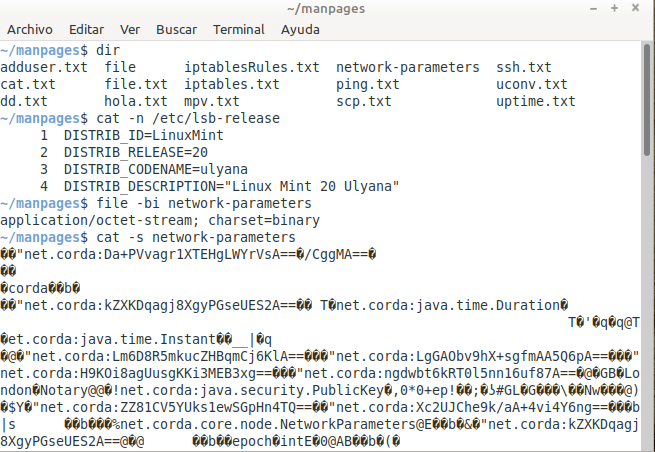 ~/manpages
Archivo Editar Ver Buscar Terminal Ayuda
~/manpages$ dir
adduser.txt file iptablesRules.txt network-parameters ssh.txt
cat.txt file.txt iptables.txt ping.txt uconv.txt
dd.txt hola.txt mpv.txt scp.txt uptime.txt
~/manpages$ cat -n /etc/lsb-release
1 DISTRIB_ID=LinuxMint
2 DISTRIB_RELEASE=20
3 DISTRIB_CODENAME=ulyana
4 DISTRIB_DESCRIPTION="Linux Mint 20 Ulyana"
~/manpages$ file -bi network-parameters
application/octet-stream; charset=binary
~/manpages$ cat -s network-parameters
��"net.corda:Da+PVvagr1XTEHgLWYrVsA==�/CggMA==�
��
�corda��b�
��"net.corda:kZXKDqagj8XgyPGseUES2A==�� T�net.corda:java.time.Duration�
T�'�q�q@T
�et.corda:java.time.Instant��__|�q
�@�"net.corda:Lm6D8R5mkucZHBqmCj6KlA==���"net.corda:LgGAObv9hX+sgfmAA5Q6pA==���"
net.corda:H9KOi8agUusgKKi3MEB3xg==���"net.corda:ngdwbt6kRT0l5nn16uf87A==�@�GB�Lo
ndon�Notary@@�!net.corda:java.security.PublicKey�,0*0+ep!��;�#GL�G���\��Nw���@)
�$Y�"net.corda:ZZ81CV5YUks1ewSGpHn4TQ==��"net.corda:Xc2UJChe9k/aA+4vi4Y6ng==���b
|s ��b���%net.corda.core.node.NetworkParameters@E��b�&�"net.corda:kZXKDqagj
8XgyPGseUES2A==@�@ ��b��epoch�intE�0@AB��b�(�